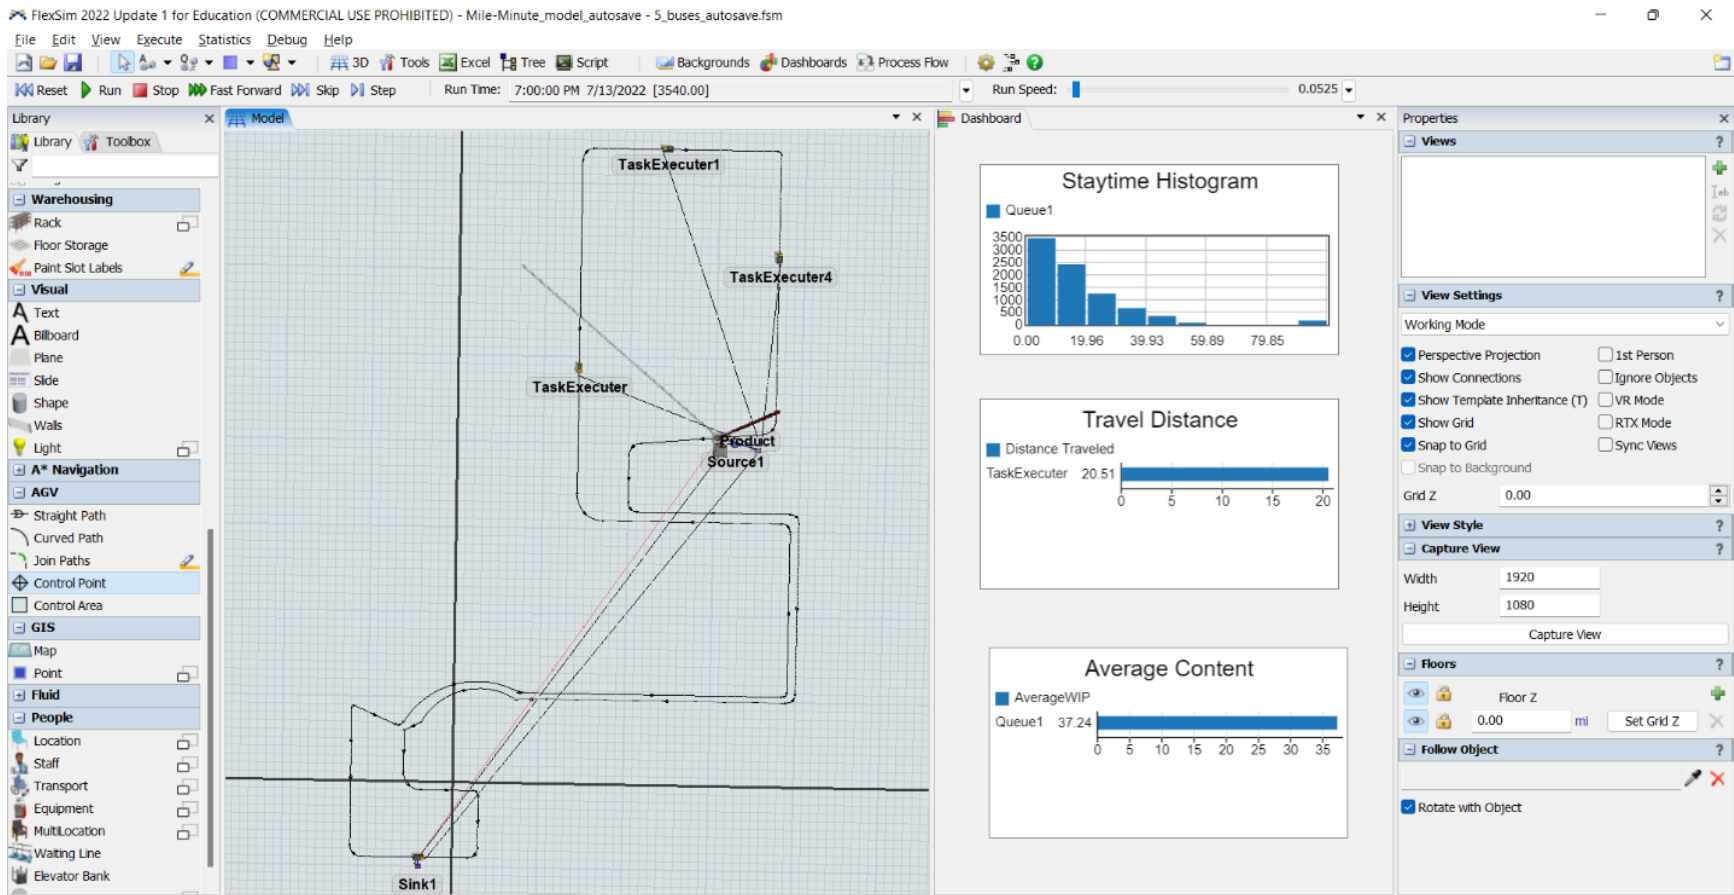 FlexSim 2022 Update 1 for Education (COMMERCIAL USE PROHIBITED) - Mile-Minute_model_autosave - 5_buses_autosave.fsm
File Edit View Execute Statistics Debug Help
3D Tools Excel Tree Script Backgrounds Dashboards Process Flow
Reset Run Stop Fast Forward Skip Step Run Time: 7:00:00 PM 7/13/2022 [3540.00] Run Speed: 0.0525
Library
Library Toolbox
Warehousing
Rack
Floor Storage
Paint Slot Labels
Visual
Text
Billboard
Plane
Slide
Shape
Walls
Light
A* Navigation
AGV
Straight Path
Curved Path
Join Paths
Control Point
Control Area
GIS
Map
Point
Fluid
People
Location
Staff
Transport
Equipment
MultiLocation
Waiting Line
Elevator Bank
Model
TaskExecuter1
TaskExecuter4
TaskExecuter
Product
Source1
Sink1
Dashboard
Staytime Histogram
Queue1
3500
3000
2500
2000
1500
1000
500
0
0.00 19.96 39.93 59.89 79.85
Travel Distance
Distance Traveled
TaskExecuter 20.51
0 5 10 15 20
Average Content
AverageWIP
Queue1 37.24
0 5 10 15 20 25 30 35
Properties
Views ?
View Settings ?
Working Mode
Perspective Projection 1st Person
Show Connections Ignore Objects
Show Template Inheritance (T) VR Mode
Show Grid RTX Mode
Snap to Grid Sync Views
Snap to Background
Grid Z 0.00
View Style ?
Capture View ?
Width 1920
Height 1080
Capture View
Floors ?
Floor Z
0.00 mi Set Grid Z
Follow Object ?
Rotate with Object